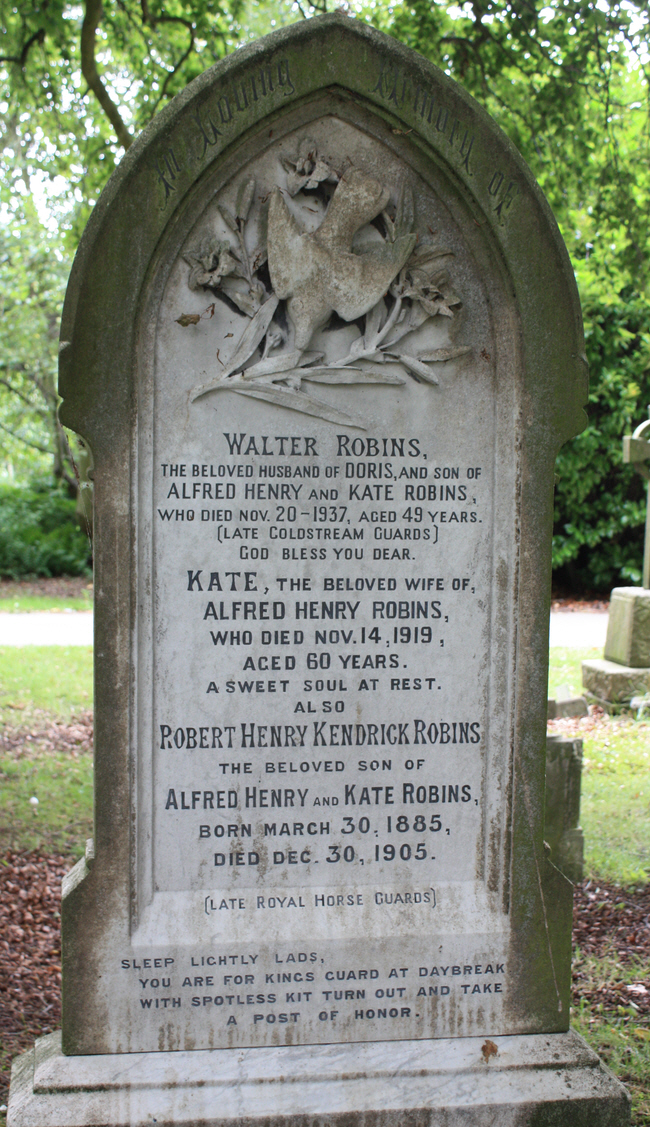 In Loving Memory of
WALTER ROBINS,
THE BELOVED HUSBAND OF DORIS, AND SON OF
ALFRED HENRY AND KATE ROBINS,
WHO DIED NOV. 20-1937, AGED 49 YEARS.
(LATE COLDSTREAM GUARDS)
GOD BLESS YOU DEAR.
KATE, THE BELOVED WIFE OF,
ALFRED HENRY ROBINS,
WHO DIED NOV. 14, 1919,
AGED 60 YEARS.
A SWEET SOUL AT REST.
ALSO
ROBERT HENRY KENDRICK ROBINS
THE BELOVED SON OF
ALFRED HENRY AND KATE ROBINS,
BORN MARCH 30, 1885,
DIED DEC. 30, 1905.
(LATE ROYAL HORSE GUARDS)
SLEEP LIGHTLY LADS,
YOU ARE FOR KINGS GUARD AT DAYBREAK
WITH SPOTLESS KIT TURN OUT AND TAKE
A POST OF HONOR.